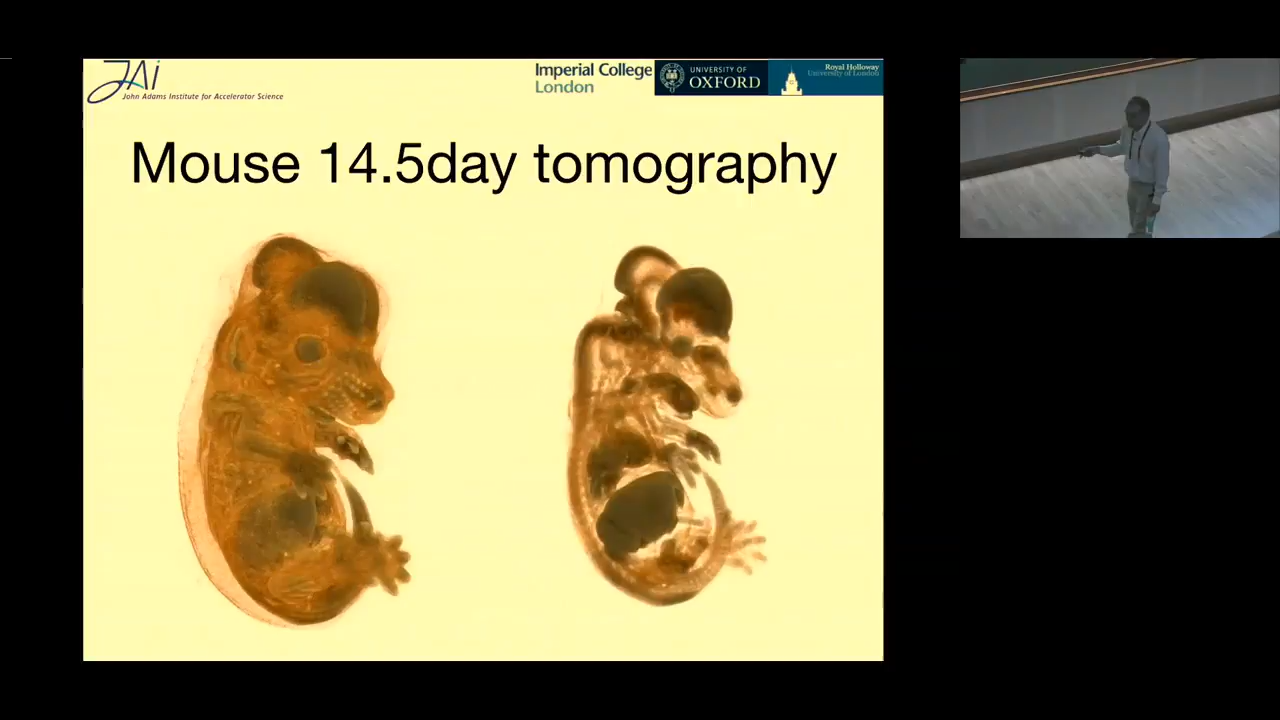 JAi
John Adams Institute for Accelerator Science
Imperial College
London
UNIVERSITY OF
OXFORD
Royal Holloway
University of London
Mouse 14.5day tomography